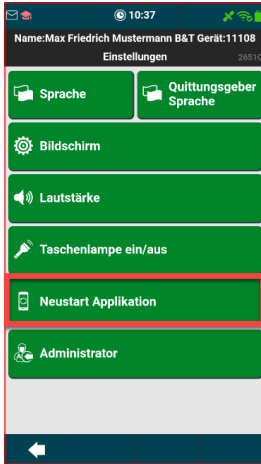 10:37
Name:Max Friedrich Mustermann B&T Gerät:11108
Einstellungen 26510
Sprache
Quittungsgeber
Sprache
Bildschirm
Lautstärke
Taschenlampe ein/aus
Neustart Applikation
Administrator